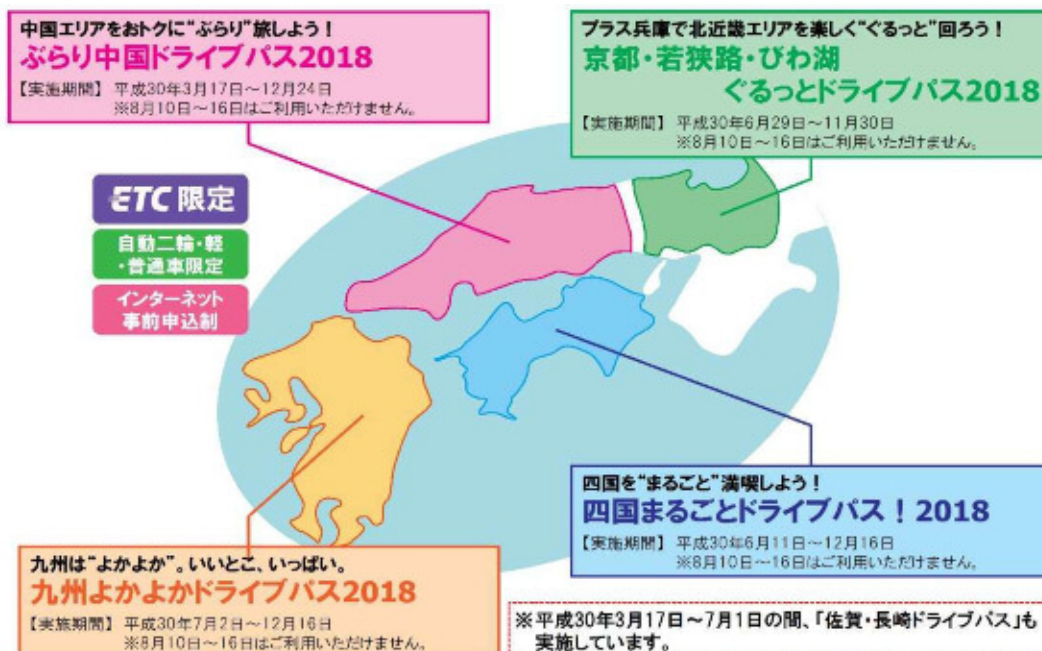 中国エリアをおトクに“ぶらり”旅しよう！
ぶらり中国ドライブパス2018
【実施期間】 平成30年3月17日～12月24日
※8月10日～16日はご利用いただけません。
プラス兵庫で北近畿エリアを楽しく“ぐるっと”回ろう！
京都・若狭路・びわ湖
ぐるっとドライブパス2018
【実施期間】 平成30年6月29日～11月30日
※8月10日～16日はご利用いただけません。
ETC限定
自動二輪・軽
・普通車限定
インターネット
事前申込制
四国を“まるごと”満喫しよう！
四国まるごとドライブパス！2018
【実施期間】 平成30年6月11日～12月16日
※8月10日～16日はご利用いただけません。
九州は“よかよか”。いいとこ、いっぱい。
九州よかよかドライブパス2018
【実施期間】 平成30年7月2日～12月16日
※8月10日～16日はご利用いただけません。
※平成30年3月17日～7月1日の間、「佐賀・長崎ドライブパス」も
実施しています。